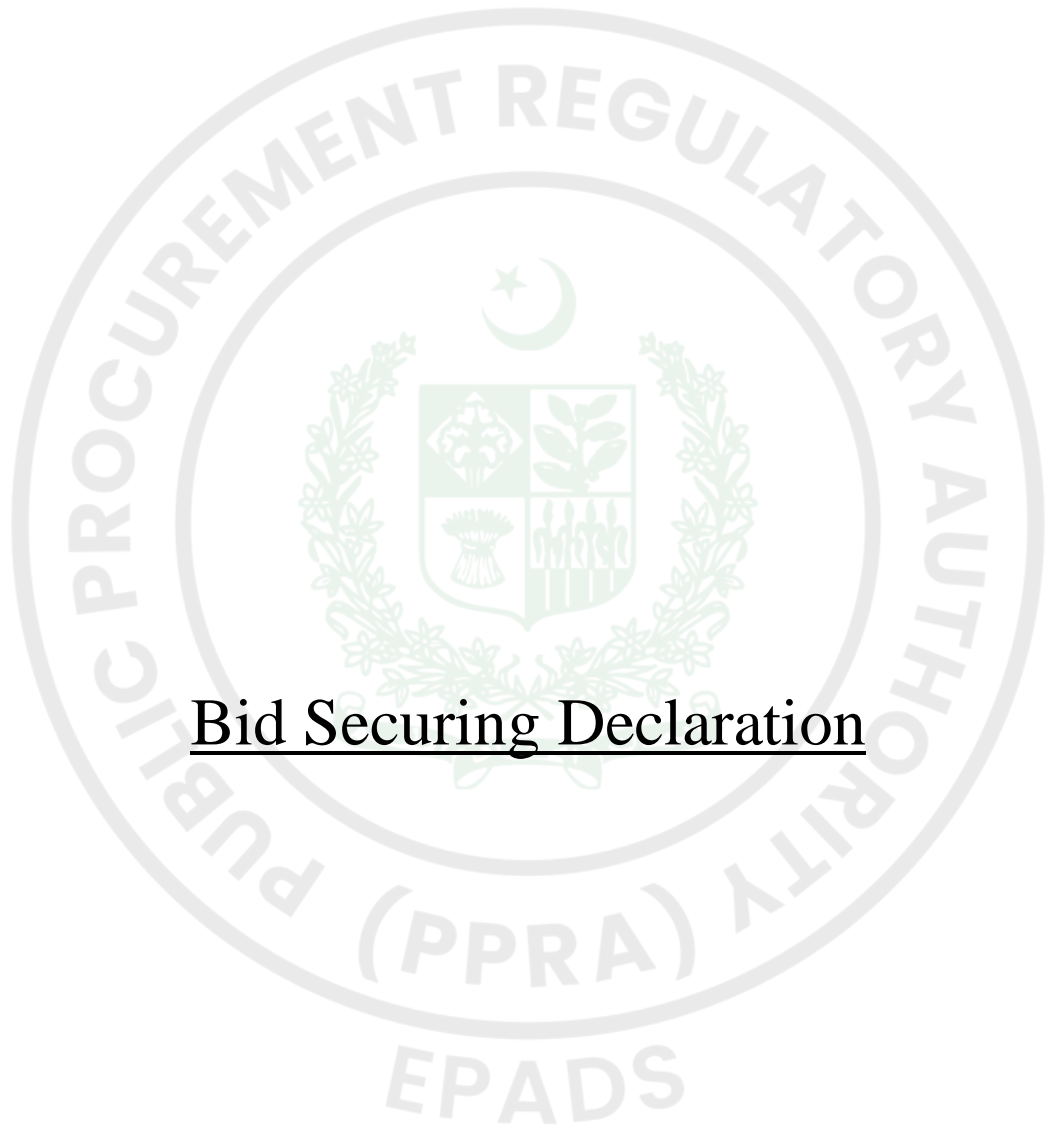 PUBLIC PROCUREMENT REGULATORY AUTHORITY
Bid Securing Declaration
(PPRA)
EPADS